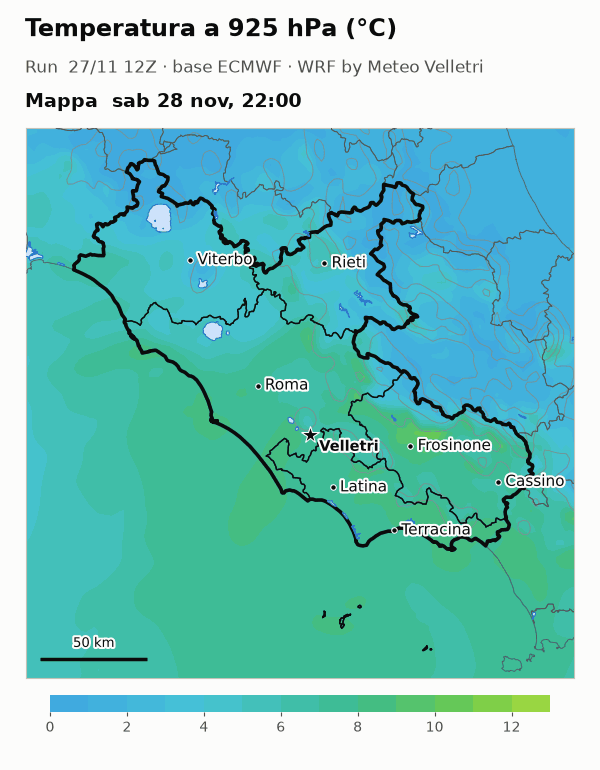 Temperatura a 925 hPa (°C)
Run  27/11 12Z · base ECMWF · WRF by Meteo Velletri
Mappa  sab 28 nov, 22:00
Viterbo
Rieti
Roma
Velletri
Frosinone
Cassino
Latina
Terracina
50 km
0 2 4 6 8 10 12